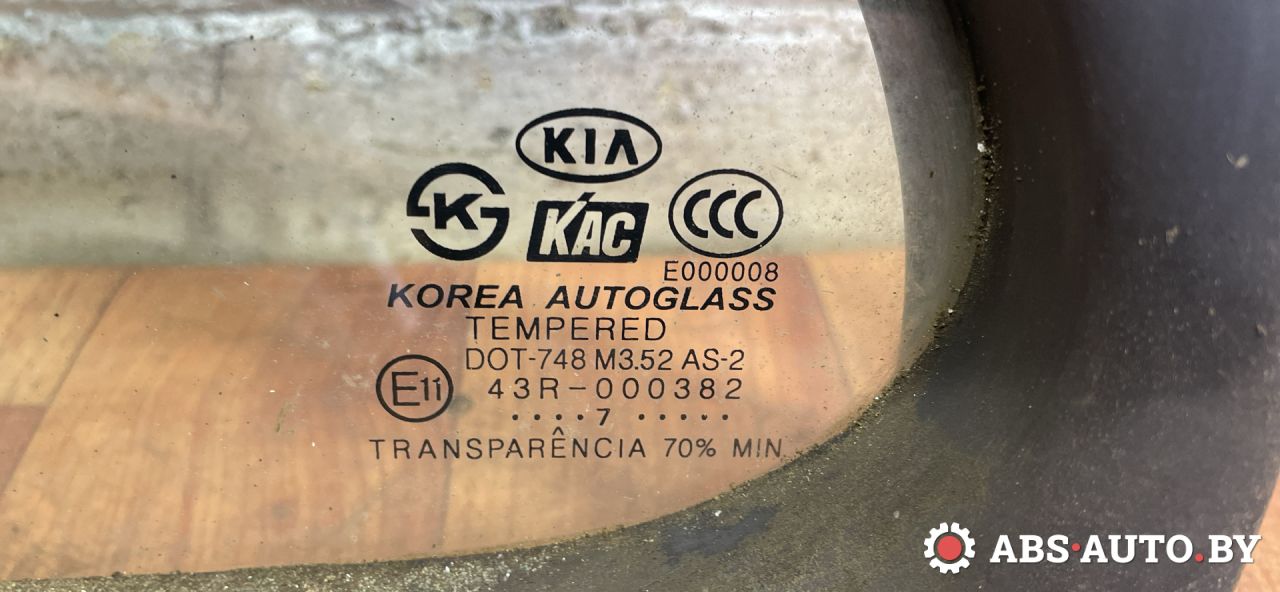 KIA
K KAC CCC
E000008
KOREA AUTOGLASS
TEMPERED
DOT-748 M3.52 AS-2
E11 43R-000382
....7.....
TRANSPARÊNCIA 70% MIN
ABS·AUTO.BY